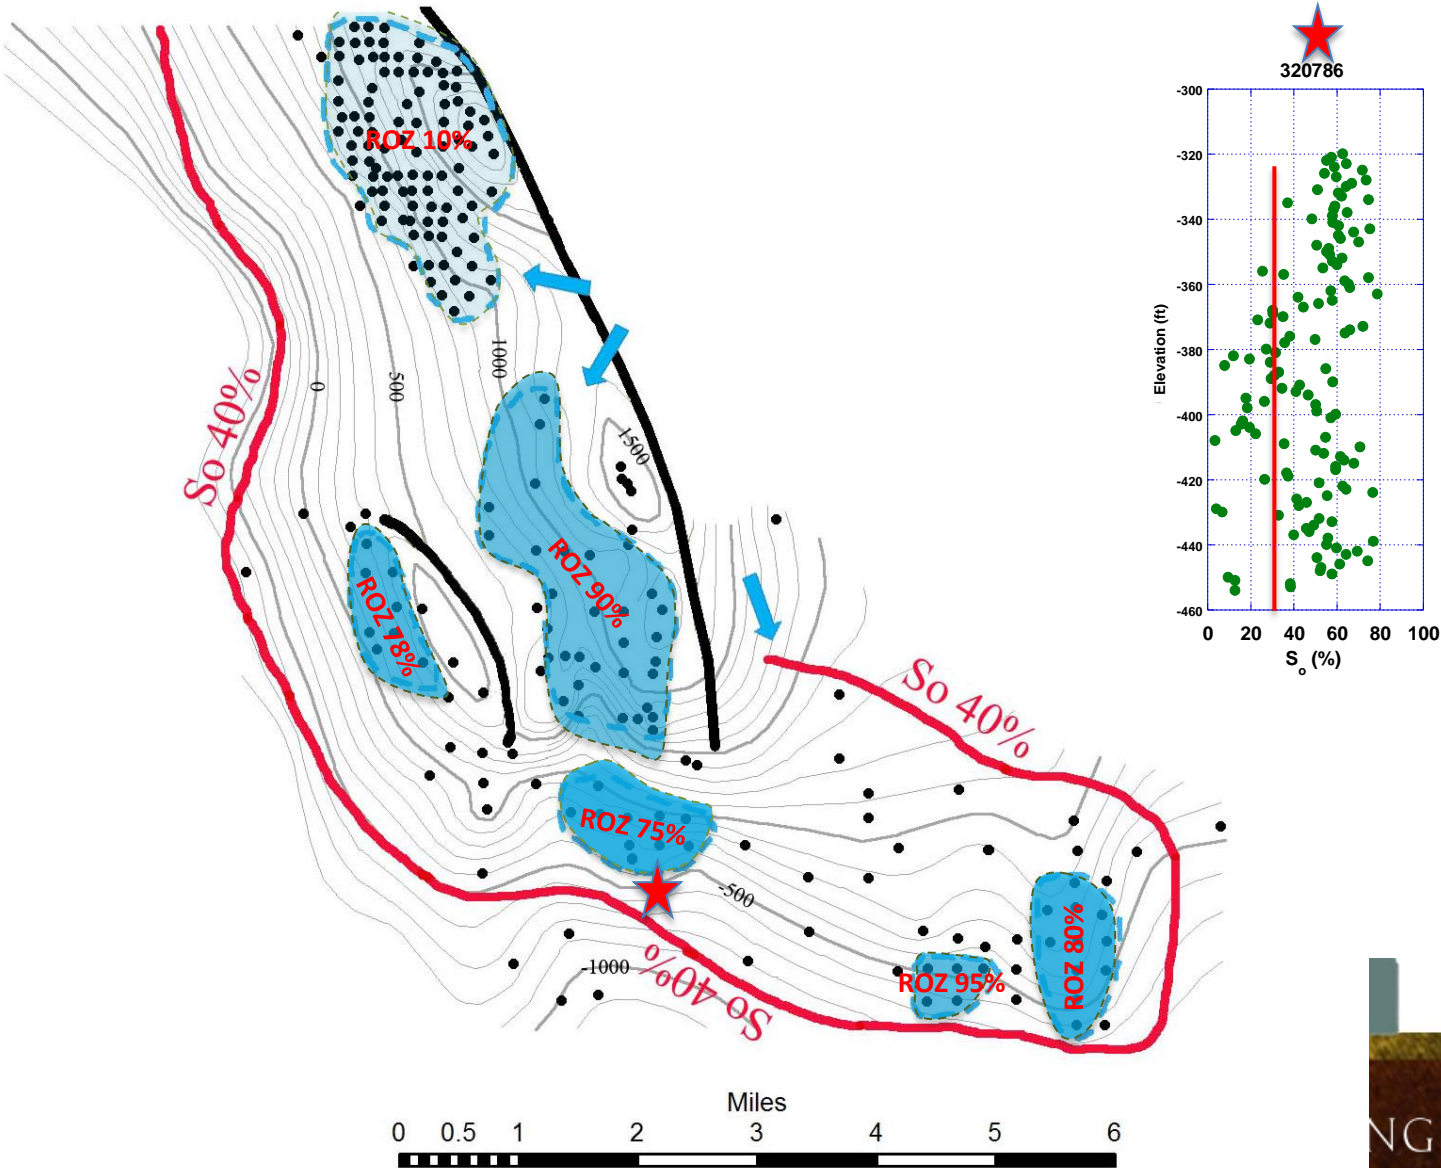 320786
-300
-320
-340
-360
-380
-400
-420
-440
-460
Elevation (ft)
0 20 40 60 80 100
So (%)
ROZ 10%
1000
500
0
1500
So 40%
ROZ 90%
ROZ 78%
So 40%
ROZ 75%
-500
ROZ 80%
ROZ 95%
-1000
So 40%
Miles
0 0.5 1 2 3 4 5 6
NG